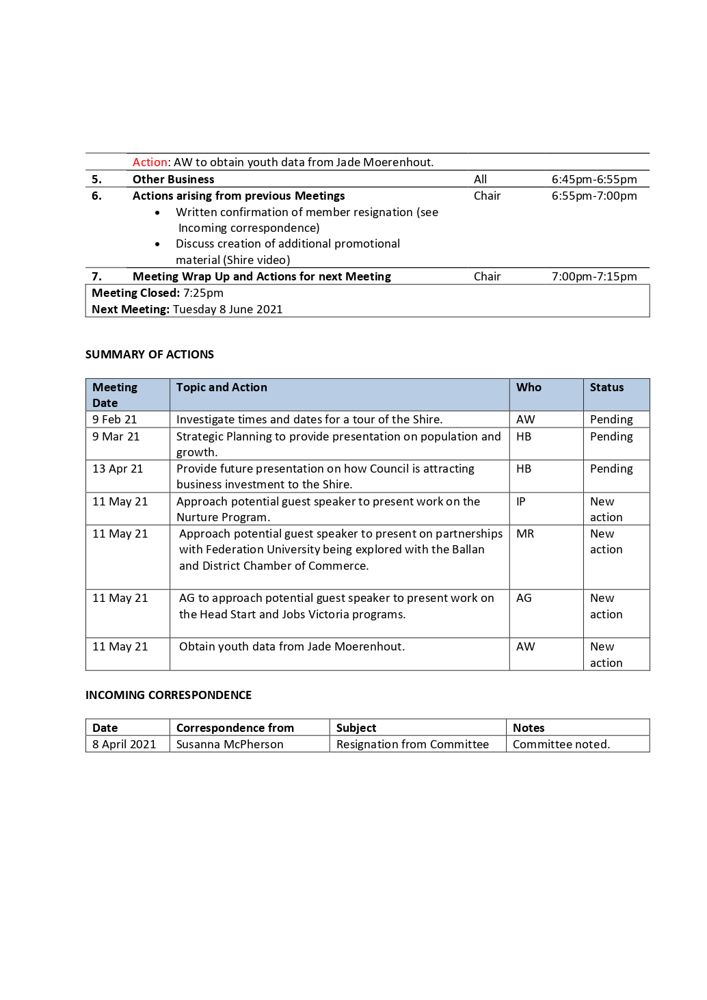 Action: AW to obtain youth data from Jade Moerenhout.
5. Other Business All 6:45pm-6:55pm
6. Actions arising from previous Meetings Chair 6:55pm-7:00pm
• Written confirmation of member resignation (see
Incoming correspondence)
• Discuss creation of additional promotional
material (Shire video)
7. Meeting Wrap Up and Actions for next Meeting Chair 7:00pm-7:15pm
Meeting Closed: 7:25pm
Next Meeting: Tuesday 8 June 2021
SUMMARY OF ACTIONS
Meeting Topic and Action Who Status
Date
9 Feb 21 Investigate times and dates for a tour of the Shire. AW Pending
9 Mar 21 Strategic Planning to provide presentation on population and HB Pending
growth.
13 Apr 21 Provide future presentation on how Council is attracting HB Pending
business investment to the Shire.
11 May 21 Approach potential guest speaker to present work on the IP New
Nurture Program. action
11 May 21 Approach potential guest speaker to present on partnerships MR New
with Federation University being explored with the Ballan action
and District Chamber of Commerce.
11 May 21 AG to approach potential guest speaker to present work on AG New
the Head Start and Jobs Victoria programs. action
11 May 21 Obtain youth data from Jade Moerenhout. AW New
action
INCOMING CORRESPONDENCE
Date Correspondence from Subject Notes
8 April 2021 Susanna McPherson Resignation from Committee Committee noted.